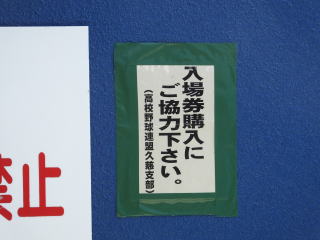 入場券購入に
ご協力下さい。
(高校野球連盟久慈支部)
禁止